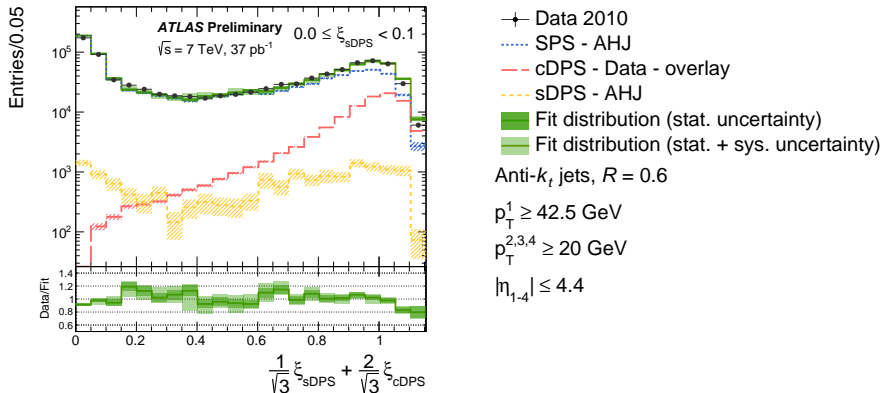 ATLAS Preliminary
√s = 7 TeV, 37 pb⁻¹
0.0 ≤ ξ_sDPS < 0.1
Entries/0.05
10⁵
10⁴
10³
10²
Data/Fit
1.4
1.2
1.0
0.8
0.6
0 0.2 0.4 0.6 0.8 1
1/√3 ξ_sDPS + 2/√3 ξ_cDPS
Data 2010
SPS - AHJ
cDPS - Data - overlay
sDPS - AHJ
Fit distribution (stat. uncertainty)
Fit distribution (stat. + sys. uncertainty)
Anti-k_t jets, R = 0.6
p_T^1 ≥ 42.5 GeV
p_T^{2,3,4} ≥ 20 GeV
|η_{1-4}| ≤ 4.4